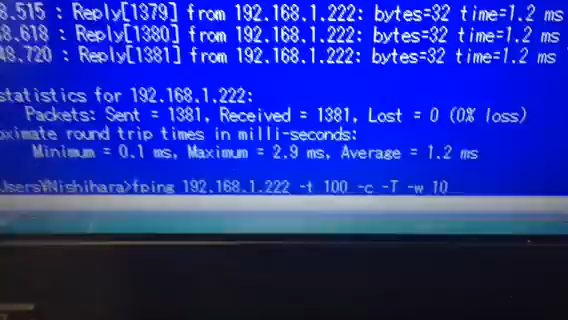 8.515 : Reply[1379] from 192.168.1.222: bytes=32 time=1.2 ms
8.618 : Reply[1380] from 192.168.1.222: bytes=32 time=1.2 ms
48.720 : Reply[1381] from 192.168.1.222: bytes=32 time=1.2 ms
statistics for 192.168.1.222:
Packets: Sent = 1381, Received = 1381, Lost = 0 (0% loss)
oximate round trip times in milli-seconds:
Minimum = 0.1 ms, Maximum = 2.9 ms, Average = 1.2 ms
Users¥Nishihara>fping 192.168.1.222 -t 100 -c -T -w 10